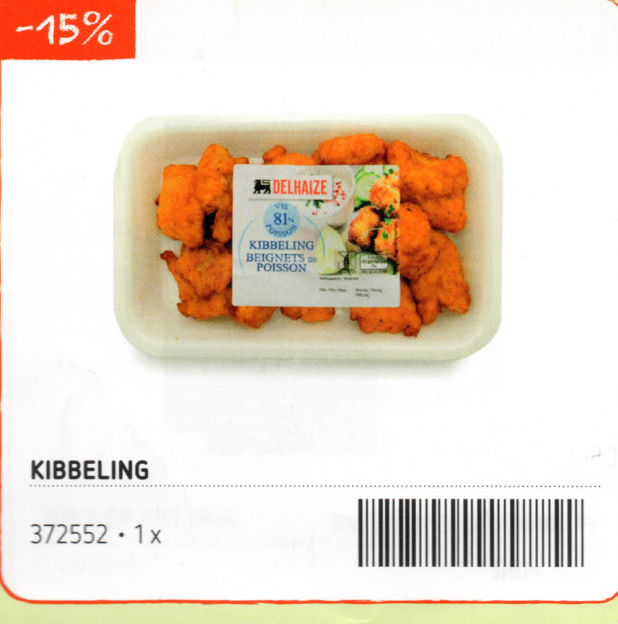 -15%
DELHAIZE
VIS
81%
POISSON
KIBBELING
BEIGNETS DE
POISSON
KIBBELING
372552 • 1x